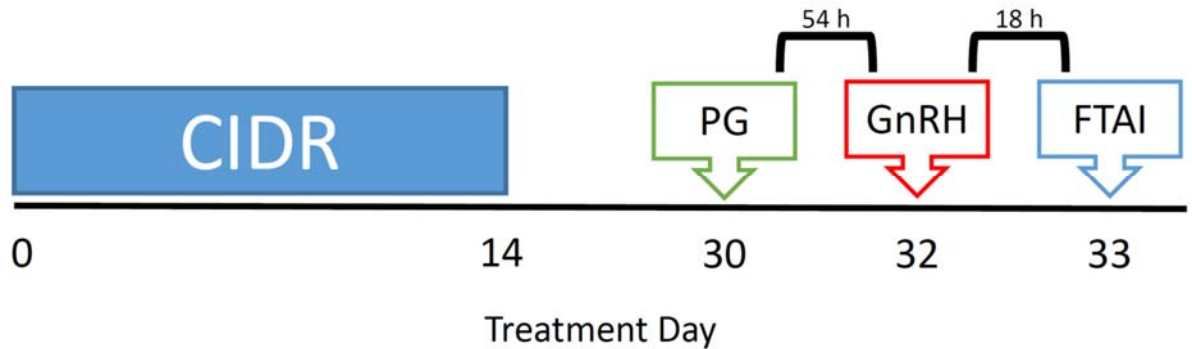 54 h
18 h
CIDR
PG
GnRH
FTAI
0
14
30
32
33
Treatment Day